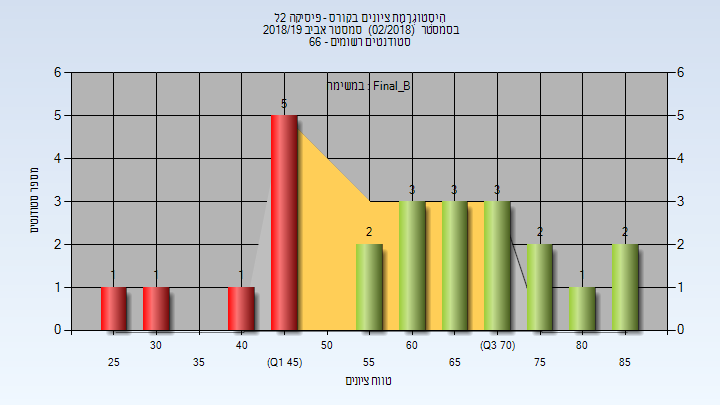 היסטוגרמת ציונים בקורס - פיסיקה 2ל
בסמסטר (02/2018) סמסטר אביב 2018/19
סטודנטים רשומים - 66
במשימה : Final_B
מספר סטודנטים
6 6
5 5
4 4
3 3
2 2
1 1
0 0
1 1 1 5 2 3 3 3 2 1 2
30 40 50 60 (Q3 70) 80
25 35 (Q1 45) 55 65 75 85
טווח ציונים